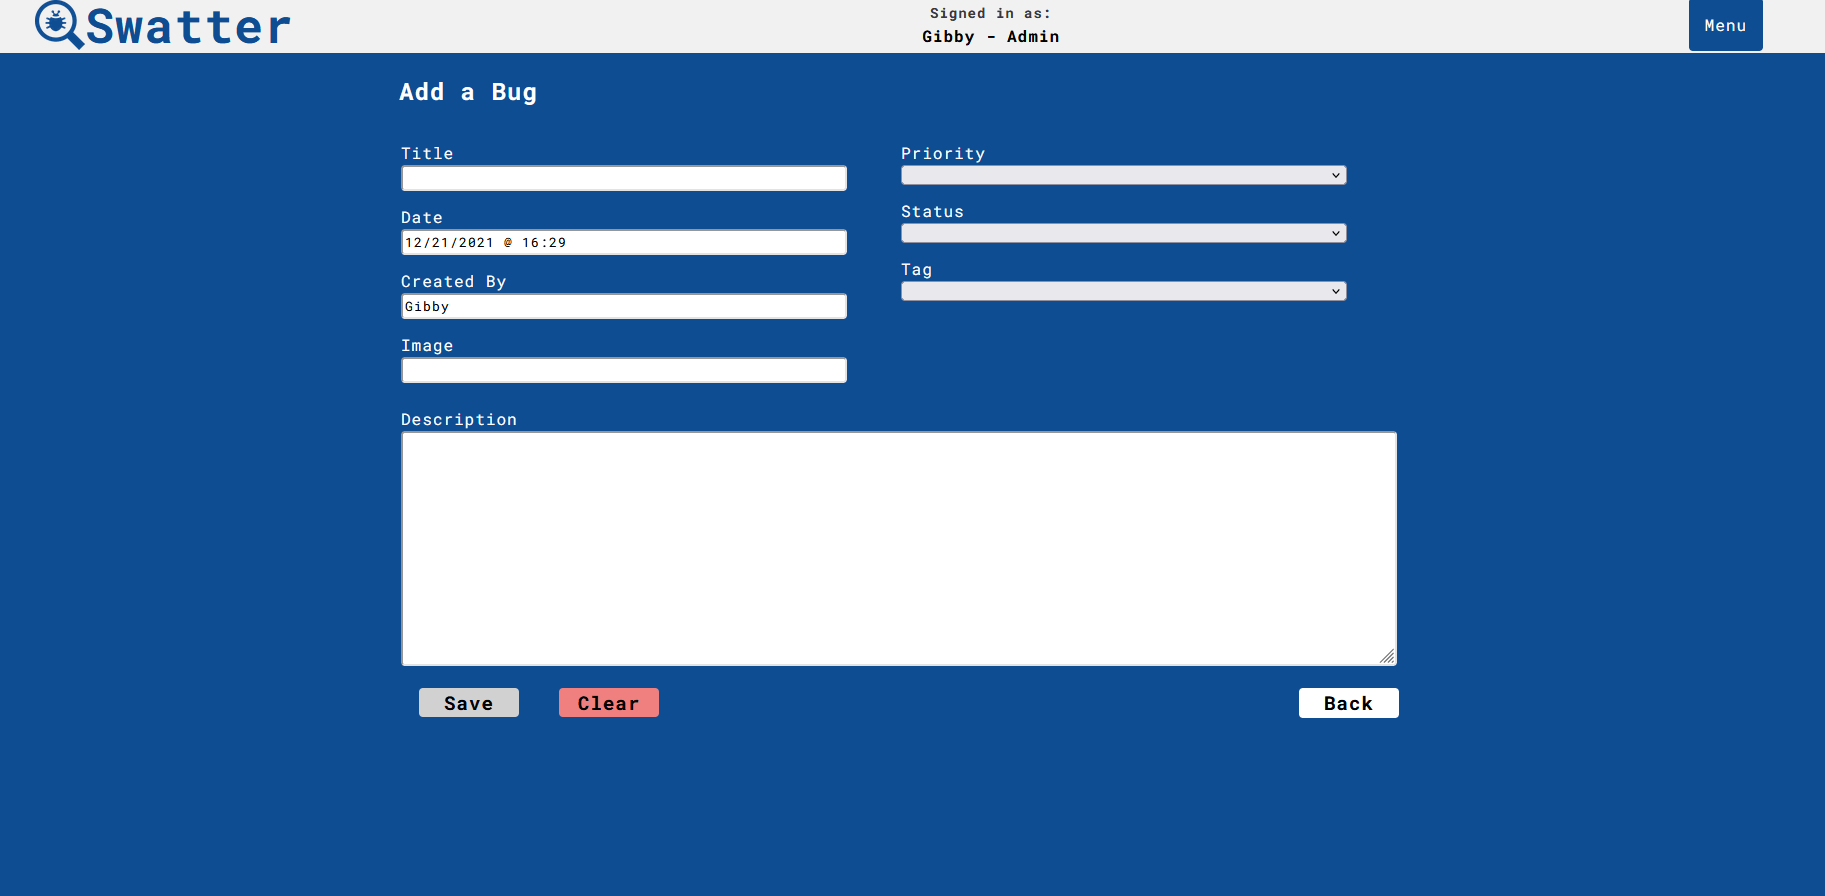 Swatter
Signed in as:
Gibby - Admin
Menu
Add a Bug
Title
Date
12/21/2021 @ 16:29
Created By
Gibby
Image
Priority
Status
Tag
Description
Save
Clear
Back